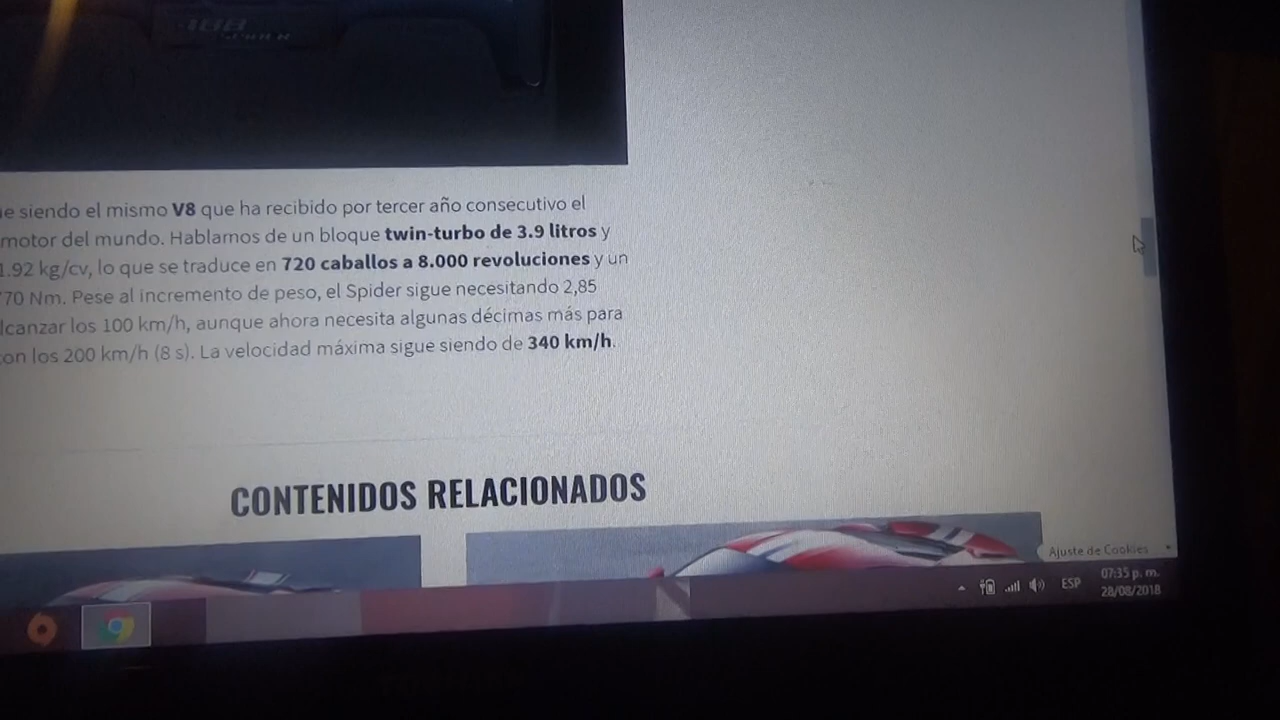 488
siendo el mismo V8 que ha recibido por tercer año consecutivo el
motor del mundo. Hablamos de un bloque twin-turbo de 3.9 litros y
1.92 kg/cv, lo que se traduce en 720 caballos a 8.000 revoluciones y un
70 Nm. Pese al incremento de peso, el Spider sigue necesitando 2,85
lcanzar los 100 km/h, aunque ahora necesita algunas décimas más para
on los 200 km/h (8 s). La velocidad máxima sigue siendo de 340 km/h.
CONTENIDOS RELACIONADOS
Ajuste de Cookies
ESP
07:35 p. m.
28/08/2018